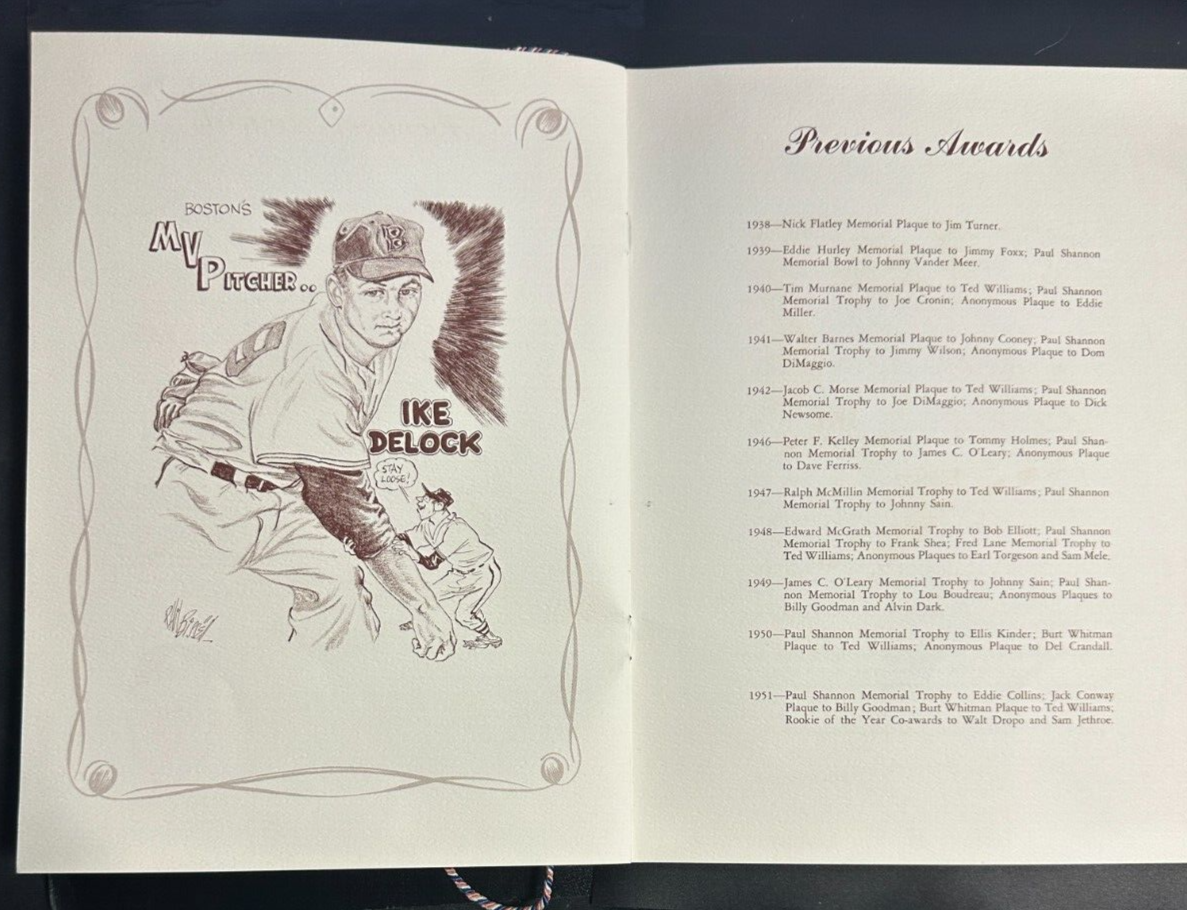 BOSTON'S
MV
PITCHER..
B
IKE
DELOCK
STAY
LOOSE!
Previous Awards
1938—Nick Flatley Memorial Plaque to Jim Turner.
1939—Eddie Hurley Memorial Plaque to Jimmy Foxx; Paul Shannon
Memorial Bowl to Johnny Vander Meer.
1940—Tim Murnane Memorial Plaque to Ted Williams; Paul Shannon
Memorial Trophy to Joe Cronin; Anonymous Plaque to Eddie
Miller.
1941—Walter Barnes Memorial Plaque to Johnny Cooney; Paul Shannon
Memorial Trophy to Jimmy Wilson; Anonymous Plaque to Dom
DiMaggio.
1942—Jacob C. Morse Memorial Plaque to Ted Williams; Paul Shannon
Memorial Trophy to Joe DiMaggio; Anonymous Plaque to Dick
Newsome.
1946—Peter F. Kelley Memorial Plaque to Tommy Holmes; Paul Shan-
non Memorial Trophy to James C. O'Leary; Anonymous Plaque
to Dave Ferriss.
1947—Ralph McMillin Memorial Trophy to Ted Williams; Paul Shannon
Memorial Trophy to Johnny Sain.
1948—Edward McGrath Memorial Trophy to Bob Elliott; Paul Shannon
Memorial Trophy to Frank Shea; Fred Lane Memorial Trophy to
Ted Williams; Anonymous Plaques to Earl Torgeson and Sam Mele.
1949—James C. O'Leary Memorial Trophy to Johnny Sain; Paul Shan-
non Memorial Trophy to Lou Boudreau; Anonymous Plaques to
Billy Goodman and Alvin Dark.
1950—Paul Shannon Memorial Trophy to Ellis Kinder; Burt Whitman
Plaque to Ted Williams; Anonymous Plaque to Del Crandall.
1951—Paul Shannon Memorial Trophy to Eddie Collins; Jack Conway
Plaque to Billy Goodman; Burt Whitman Plaque to Ted Williams;
Rookie of the Year Co-awards to Walt Dropo and Sam Jethroe.